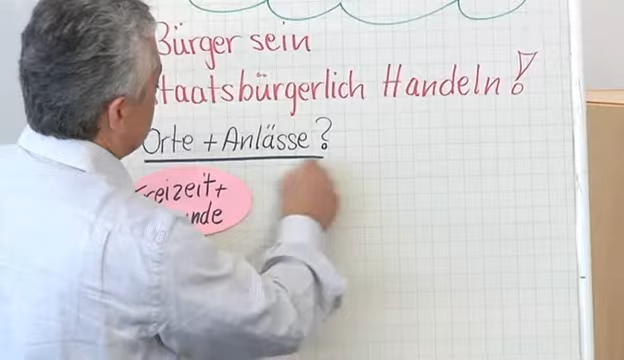 Bürger sein
taatsbürgerlich Handeln!
Orte + Anlässe?
reizeit +
nde